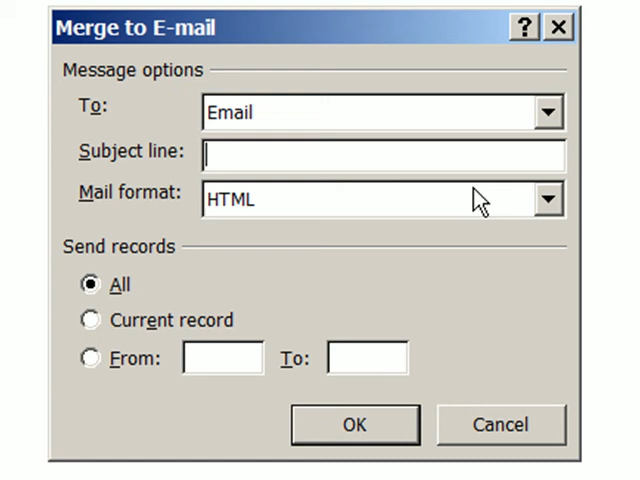 Merge to E-mail ?
Message options
To: Email
Subject line:
Mail format: HTML
Send records
All
Current record
From: To:
OK Cancel